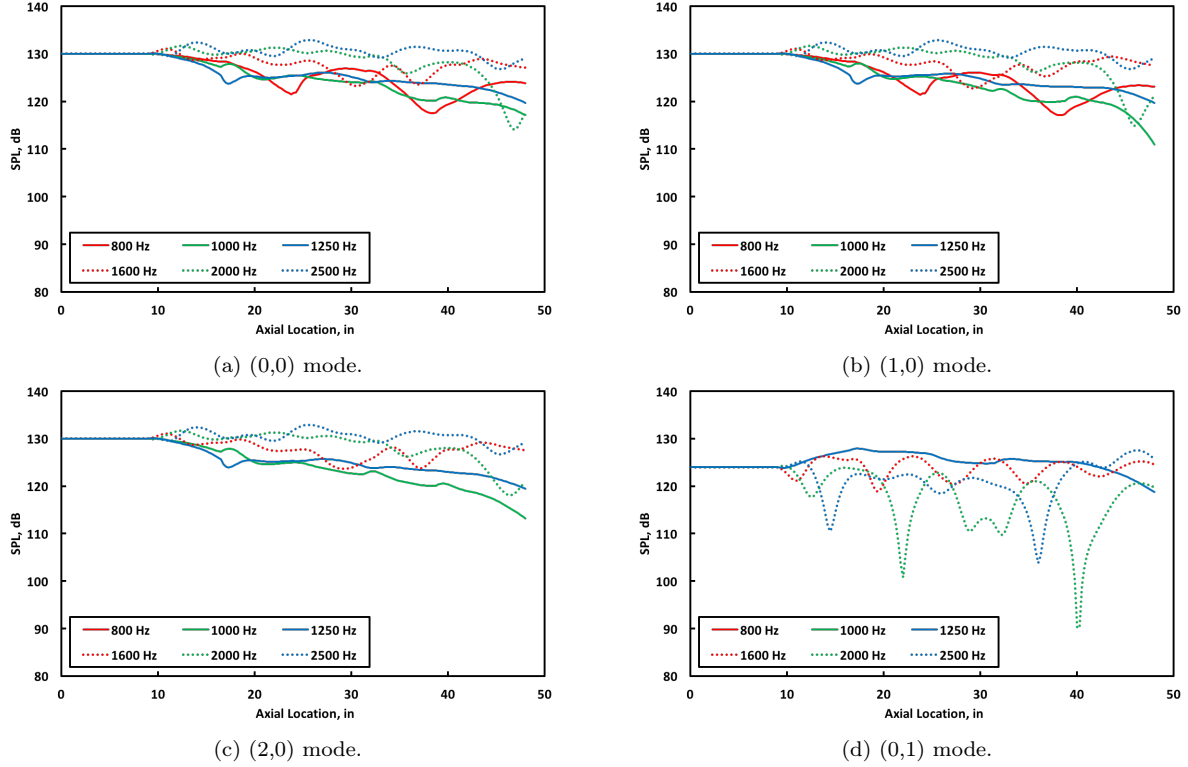 140
130
120
110
100
90
80
SPL, dB
800 Hz 1000 Hz 1250 Hz
1600 Hz 2000 Hz 2500 Hz
0 10 20 30 40 50
Axial Location, in
(a) (0,0) mode.
140
130
120
110
100
90
80
SPL, dB
800 Hz 1000 Hz 1250 Hz
1600 Hz 2000 Hz 2500 Hz
0 10 20 30 40 50
Axial Location, in
(b) (1,0) mode.
140
130
120
110
100
90
80
SPL, dB
800 Hz 1000 Hz 1250 Hz
1600 Hz 2000 Hz 2500 Hz
0 10 20 30 40 50
Axial Location, in
(c) (2,0) mode.
140
130
120
110
100
90
80
SPL, dB
800 Hz 1000 Hz 1250 Hz
1600 Hz 2000 Hz 2500 Hz
0 10 20 30 40 50
Axial Location, in
(d) (0,1) mode.